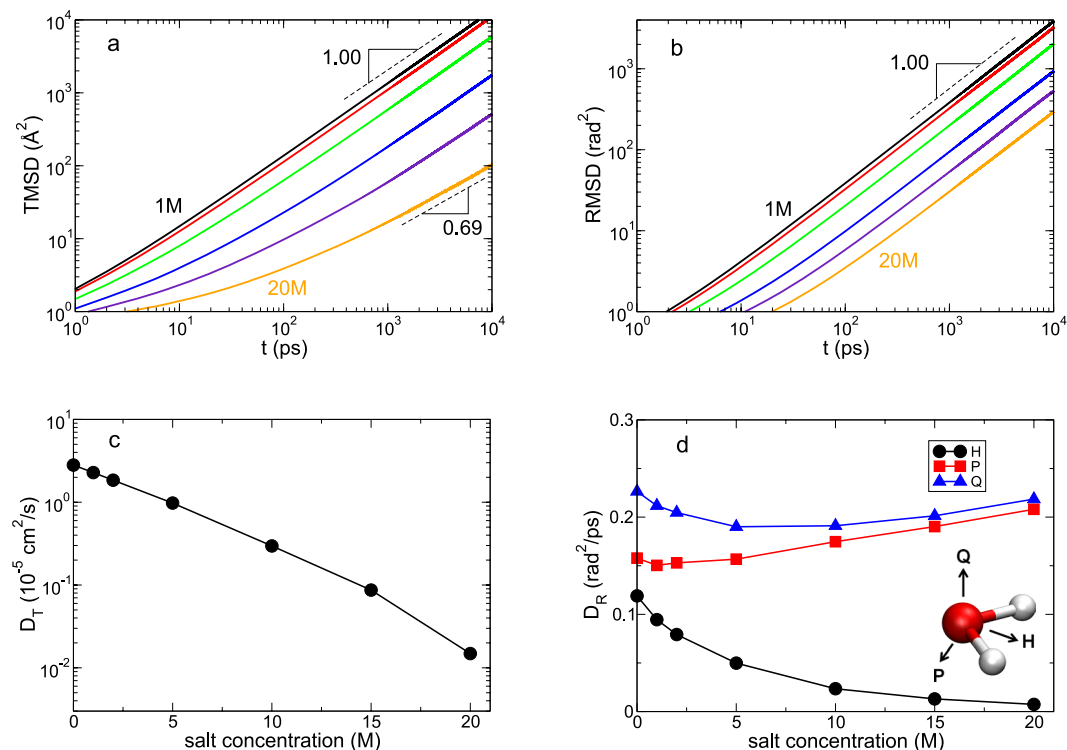 a
10⁴
10³
10²
10¹
10⁰
TMSD (Å²)
1.00
1M
20M
0.69
10⁰ 10¹ 10² 10³ 10⁴
t (ps)
b
10³
10²
10¹
10⁰
RMSD (rad²)
1.00
1M
20M
10⁰ 10¹ 10² 10³ 10⁴
t (ps)
c
10¹
10⁰
10⁻¹
10⁻²
D_T (10⁻⁵ cm²/s)
0 5 10 15 20
salt concentration (M)
d
0.3
0.2
0.1
0
D_R (rad²/ps)
H
P
Q
Q
H
P
0 5 10 15 20
salt concentration (M)